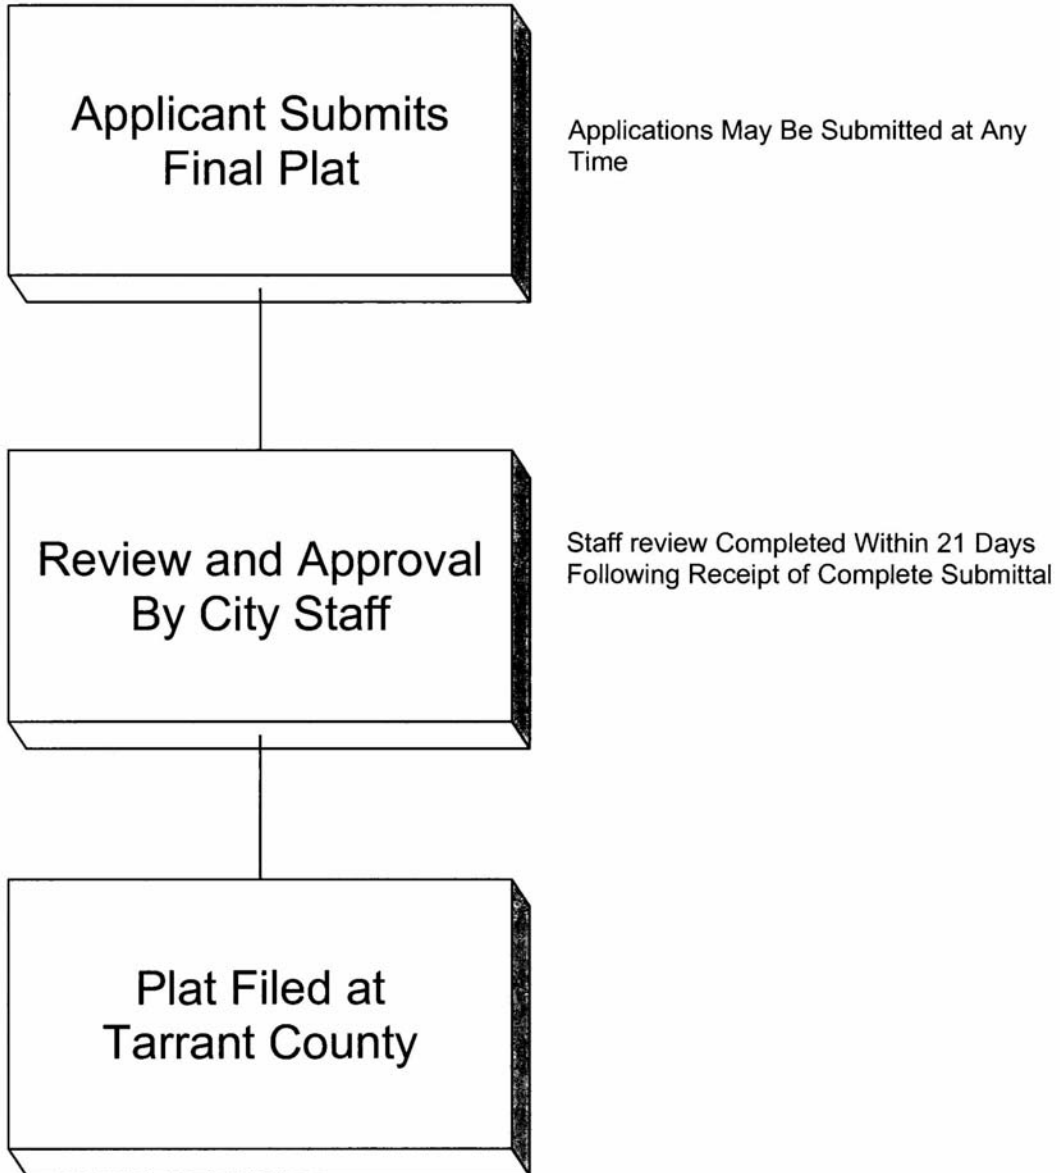 Applicant Submits
Final Plat
Applications May Be Submitted at Any
Time
Review and Approval
By City Staff
Staff review Completed Within 21 Days
Following Receipt of Complete Submittal
Plat Filed at
Tarrant County